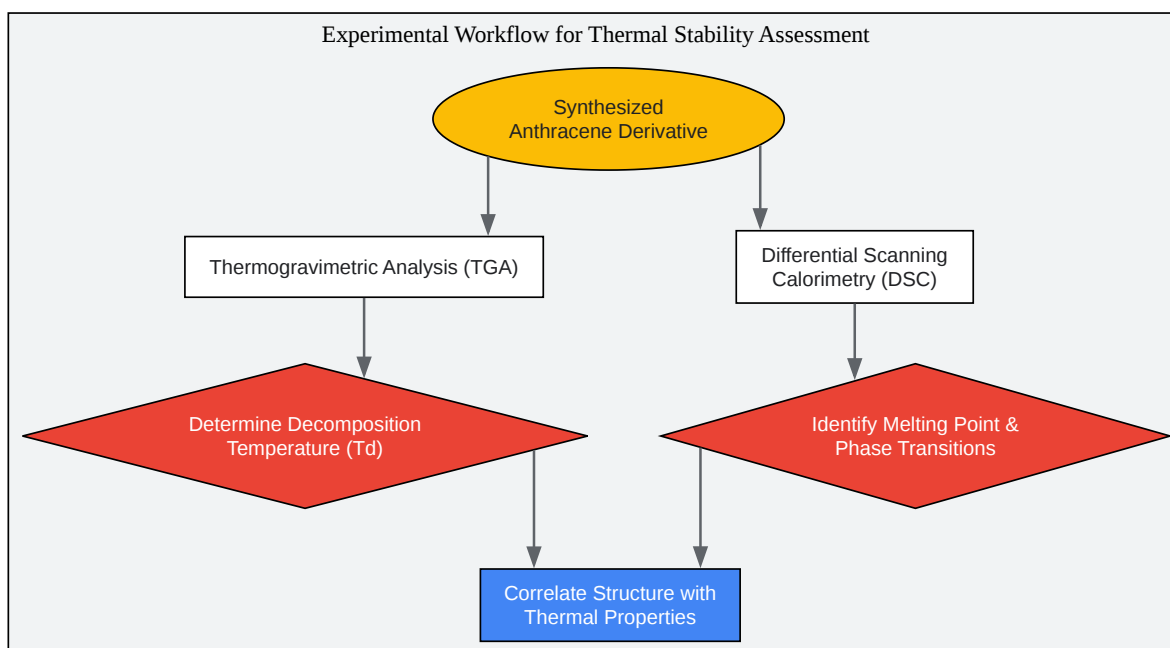 Experimental Workflow for Thermal Stability Assessment
Synthesized
Anthracene Derivative
Thermogravimetric Analysis (TGA)
Differential Scanning
Calorimetry (DSC)
Determine Decomposition
Temperature (Td)
Identify Melting Point &
Phase Transitions
Correlate Structure with
Thermal Properties